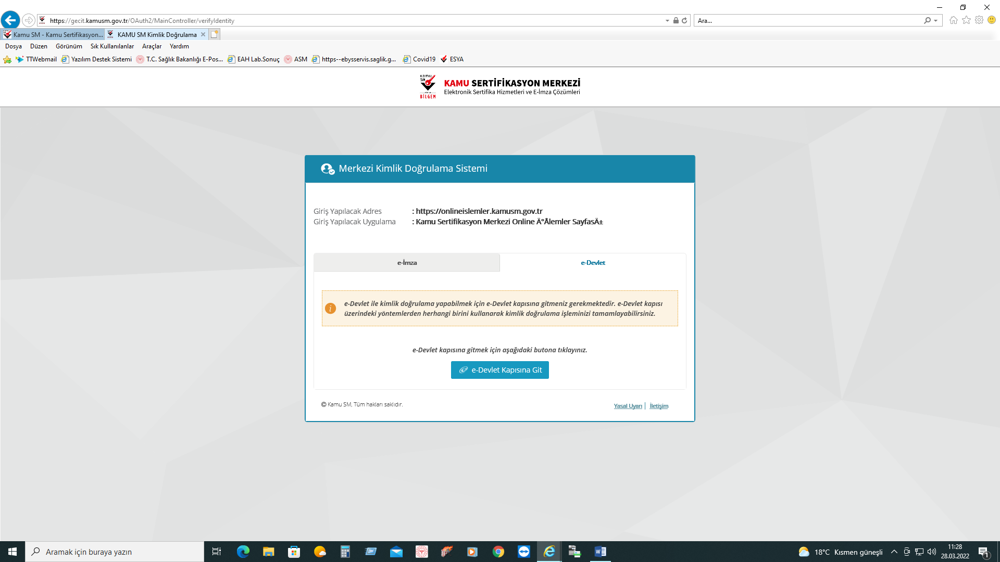 https://gecit.kamusm.gov.tr/OAuth2/MainController/verifyIdentity
Ara...
Kamu SM - Kamu Sertifikasyon...
KAMU SM Kimlik Doğrulama
Dosya Düzen Görünüm Sık Kullanılanlar Araçlar Yardım
TTWebmail Yazılım Destek Sistemi T.C. Sağlık Bakanlığı E-Pos... EAH Lab.Sonuç ASM https--ebysservis.saglik.g... Covid19 ESYA
Kamu
SM
BİLGEM
KAMU SERTİFİKASYON MERKEZİ
Elektronik Sertifika Hizmetleri ve E-İmza Çözümleri
Merkezi Kimlik Doğrulama Sistemi
Giriş Yapılacak Adres : https://onlineislemler.kamusm.gov.tr
Giriş Yapılacak Uygulama : Kamu Sertifikasyon Merkezi Online Ä°Ålemler SayfasÄ±
e-İmza
e-Devlet
e-Devlet ile kimlik doğrulama yapabilmek için e-Devlet kapısına gitmeniz gerekmektedir. e-Devlet kapısı
üzerindeki yöntemlerden herhangi birini kullanarak kimlik doğrulama işleminizi tamamlayabilirsiniz.
e-Devlet kapısına gitmek için aşağıdaki butona tıklayınız.
e-Devlet Kapısına Git
© Kamu SM, Tüm hakları saklıdır.
Yasal Uyarı | İletişim
Aramak için buraya yazın
18°C Kısmen güneşli
11:28
28.03.2022
1